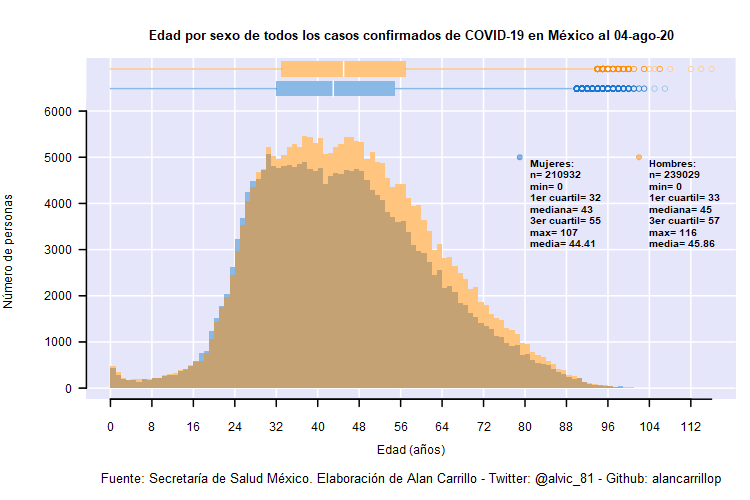 Edad por sexo de todos los casos confirmados de COVID-19 en México al 04-ago-20
6000
5000
4000
3000
2000
1000
0
Número de personas
Mujeres:
n= 210932
min= 0
1er cuartil= 32
mediana= 43
3er cuartil= 55
max= 107
media= 44.41
Hombres:
n= 239029
min= 0
1er cuartil= 33
mediana= 45
3er cuartil= 57
max= 116
media= 45.86
0 8 16 24 32 40 48 56 64 72 80 88 96 104 112
Edad (años)
Fuente: Secretaría de Salud México. Elaboración de Alan Carrillo - Twitter: @alvic_81 - Github: alancarrillop